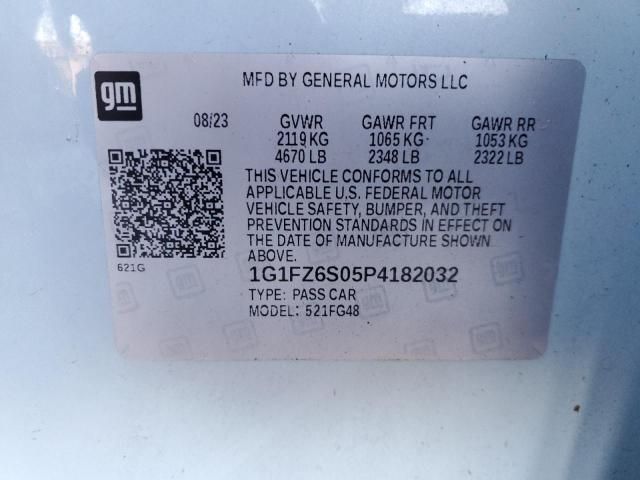 gm
MFD BY GENERAL MOTORS LLC
08/23 GVWR GAWR FRT GAWR RR
2119 KG 1065 KG 1053 KG
4670 LB 2348 LB 2322 LB
THIS VEHICLE CONFORMS TO ALL
APPLICABLE U.S. FEDERAL MOTOR
VEHICLE SAFETY, BUMPER, AND THEFT
PREVENTION STANDARDS IN EFFECT ON
THE DATE OF MANUFACTURE SHOWN
ABOVE.
621G
1G1FZ6S05P4182032
TYPE: PASS CAR
MODEL: 521FG48